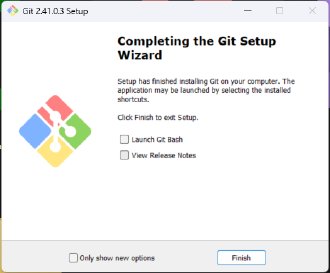 Git 2.41.0.3 Setup
Completing the Git Setup
Wizard
Setup has finished installing Git on your computer. The
application may be launched by selecting the installed
shortcuts.
Click Finish to exit Setup.
Launch Git Bash
View Release Notes
Only show new options
Finish